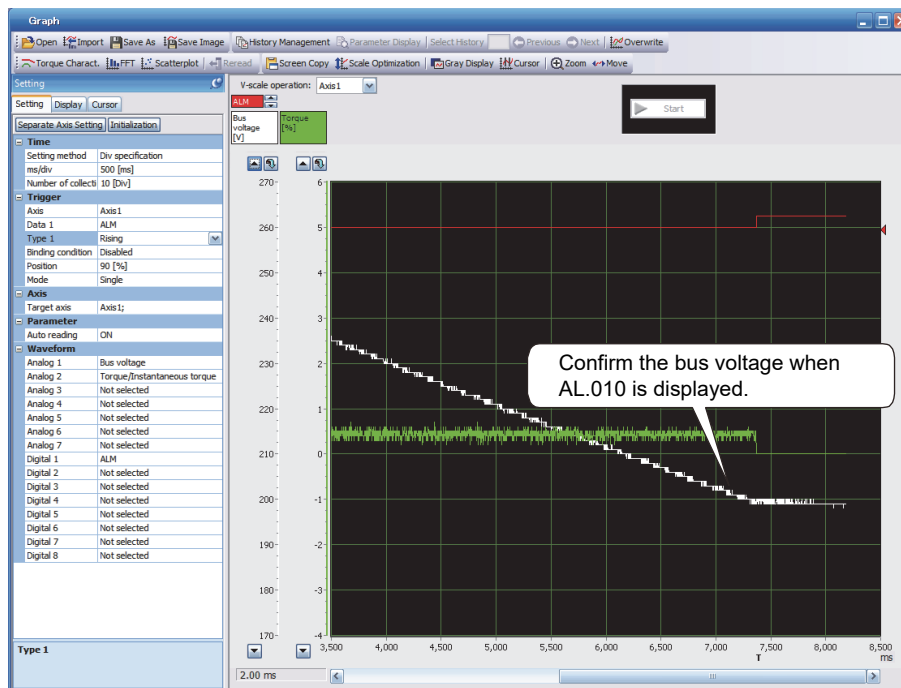 Graph
Open Import Save As Save Image History Management Parameter Display Select History Previous Next Overwrite
Torque Charact. FFT Scatterplot Reread Screen Copy Scale Optimization Gray Display Cursor Zoom Move
Setting
Setting Display Cursor
Separate Axis Setting Initialization
Time
Setting method Div specification
ms/div 500 [ms]
Number of collecti 10 [Div]
Trigger
Axis Axis1
Data 1 ALM
Type 1 Rising
Binding condition Disabled
Position 90 [%]
Mode Single
Axis
Target axis Axis1;
Parameter
Auto reading ON
Waveform
Analog 1 Bus voltage
Analog 2 Torque/Instantaneous torque
Analog 3 Not selected
Analog 4 Not selected
Analog 5 Not selected
Analog 6 Not selected
Analog 7 Not selected
Digital 1 ALM
Digital 2 Not selected
Digital 3 Not selected
Digital 4 Not selected
Digital 5 Not selected
Digital 6 Not selected
Digital 7 Not selected
Digital 8 Not selected
Type 1
V-scale operation: Axis1
ALM
Bus voltage [V]
Torque [%]
Start
270 6
260 5
250 4
240 3
230 2
220 1
210 0
200 -1
190 -2
180 -3
170 -4
Confirm the bus voltage when
AL.010 is displayed.
3,500 4,000 4,500 5,000 5,500 6,000 6,500 7,000 7,500 8,000 8,500
T ms
2.00 ms